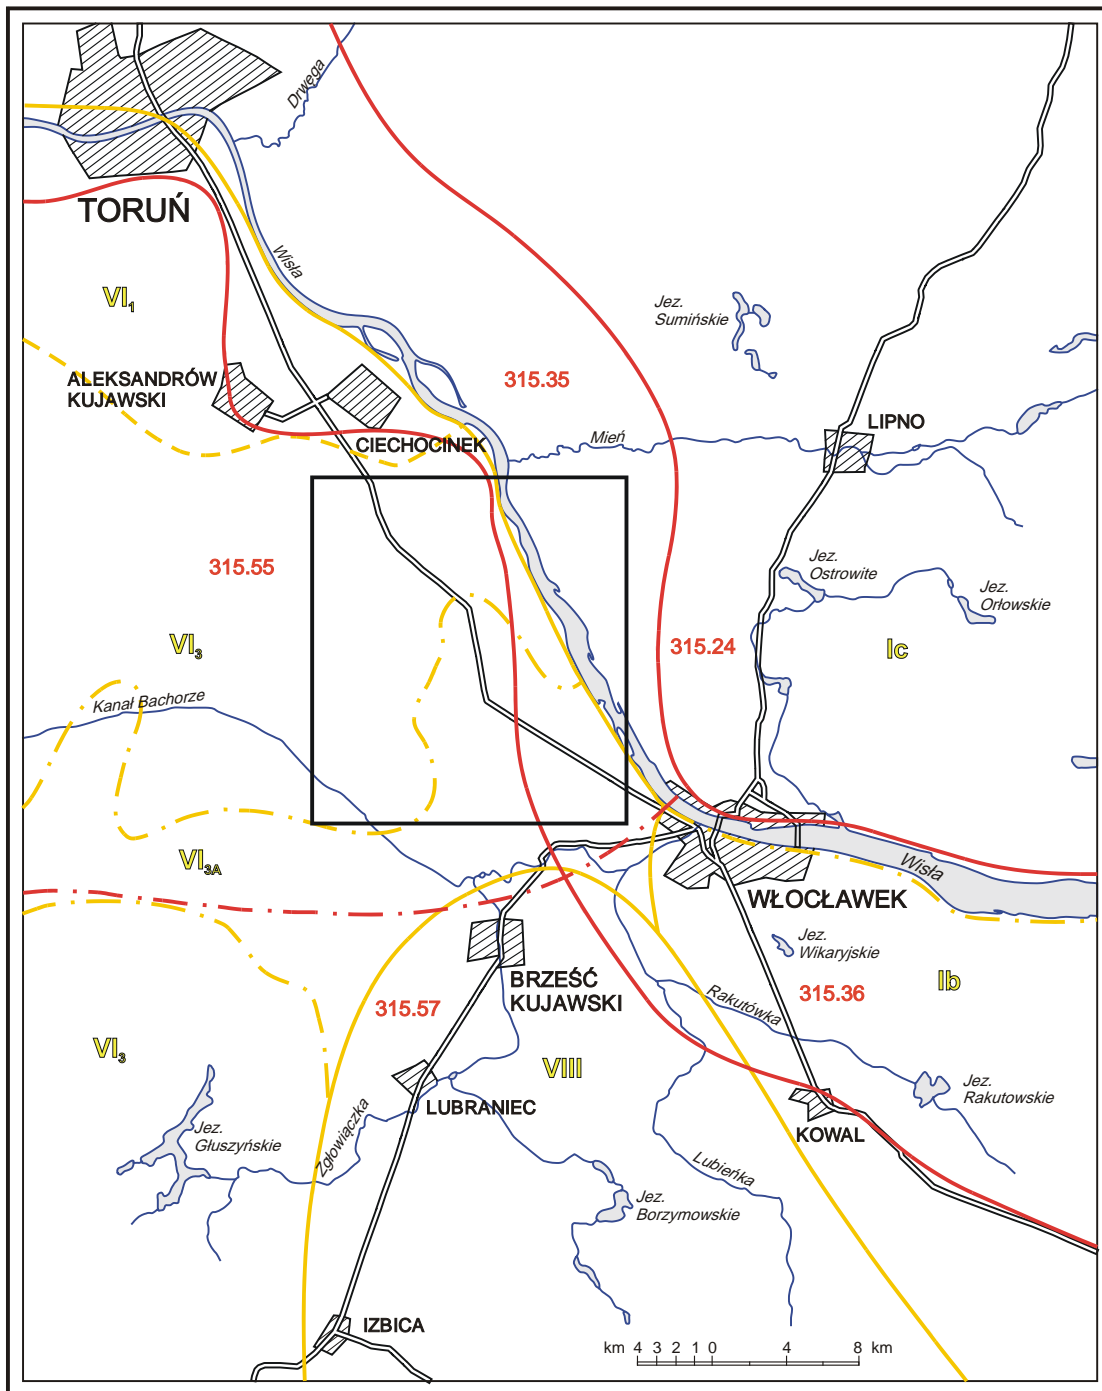 Drwęga
TORUŃ
Wisła
VI1
Jez.
Sumińskie
ALEKSANDRÓW
KUJAWSKI
315.35
CIECHOCINEK
Mień
LIPNO
315.55
Jez.
Ostrowite
Jez.
Orłowskie
VI3
315.24
Ic
Kanał Bachorze
VI3A
Wisła
WŁOCŁAWEK
Jez.
Wikaryjskie
BRZEŚĆ
KUJAWSKI
315.57
Rakutówka
315.36
Ib
VI3
VIII
Jez.
Rakutowskie
LUBRANIEC
KOWAL
Jez.
Głuszyńskie
Zgłowiączka
Lubieńka
Jez.
Borzymowskie
IZBICA
km 4 3 2 1 0 4 8 km